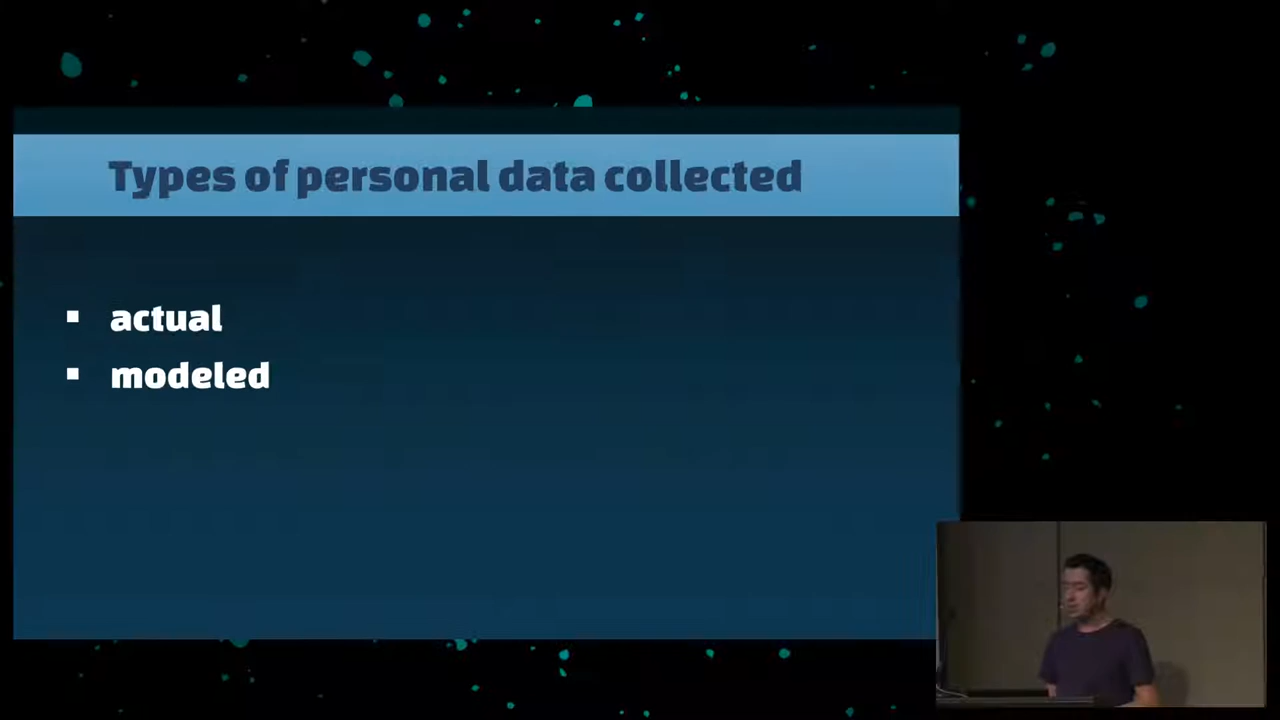 Types of personal data collected
▪ actual
▪ modeled